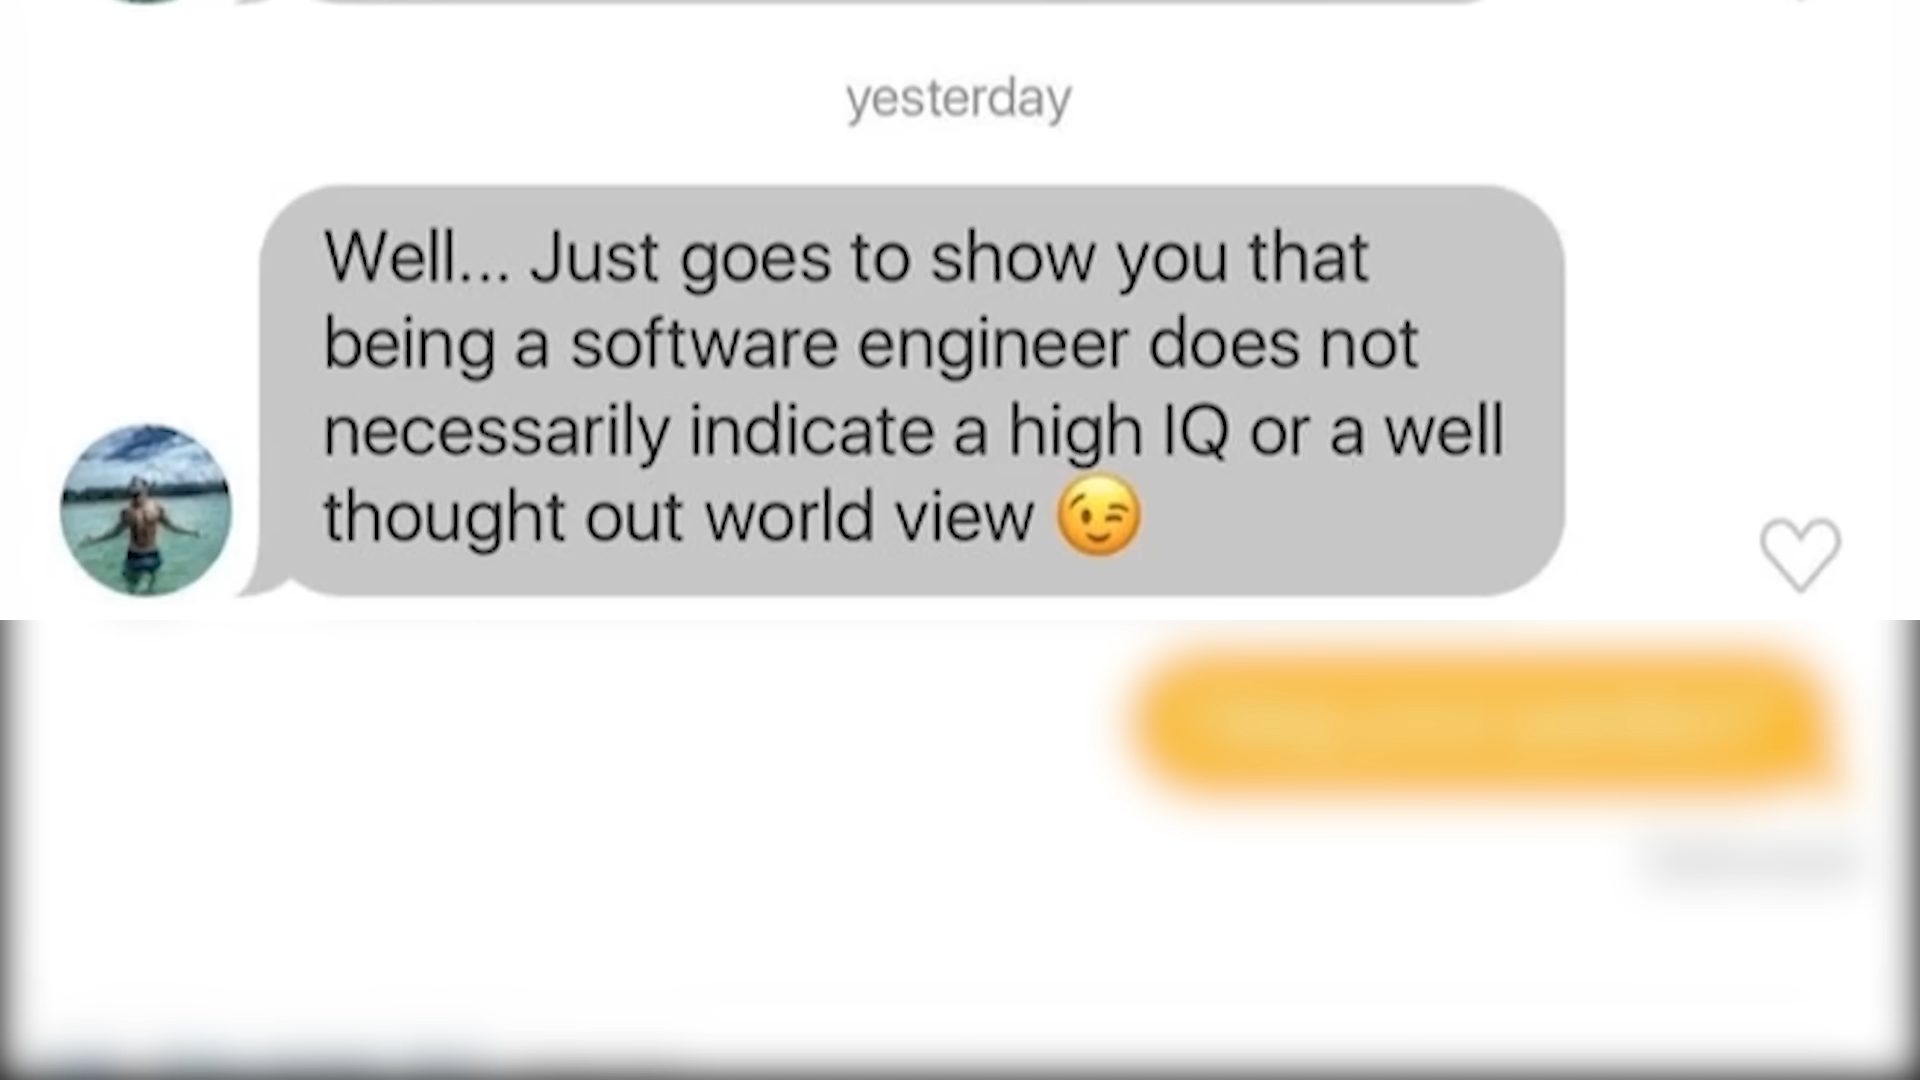 yesterday
Well... Just goes to show you that
being a software engineer does not
necessarily indicate a high IQ or a well
thought out world view 😉